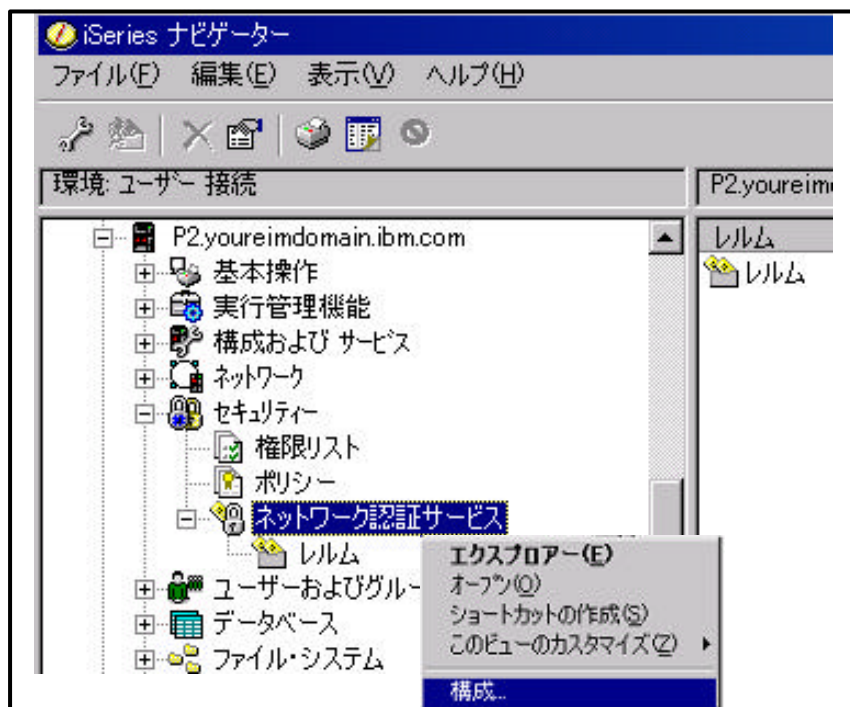 iSeries ナビゲーター
ファイル(F) 編集(E) 表示(V) ヘルプ(H)
環境: ユーザー 接続
P2.youreimd
P2.youreimdomain.ibm.com
基本操作
実行管理機能
構成および サービス
ネットワーク
セキュリティー
権限リスト
ポリシー
ネットワーク認証サービス
レルム
ユーザーおよびグルー
データベース
ファイル・システム
レルム
レルム
エクスプロアー(E)
オープン(O)
ショートカットの作成(S)
このビューのカスタマイズ(Z)
構成...